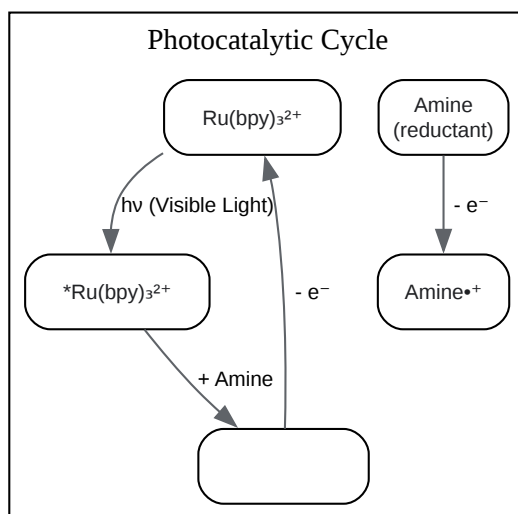 Photocatalytic Cycle
Ru(bpy)₃²⁺
Amine
(reductant)
hν (Visible Light)
- e⁻
*Ru(bpy)₃²⁺
- e⁻
Amine•⁺
+ Amine